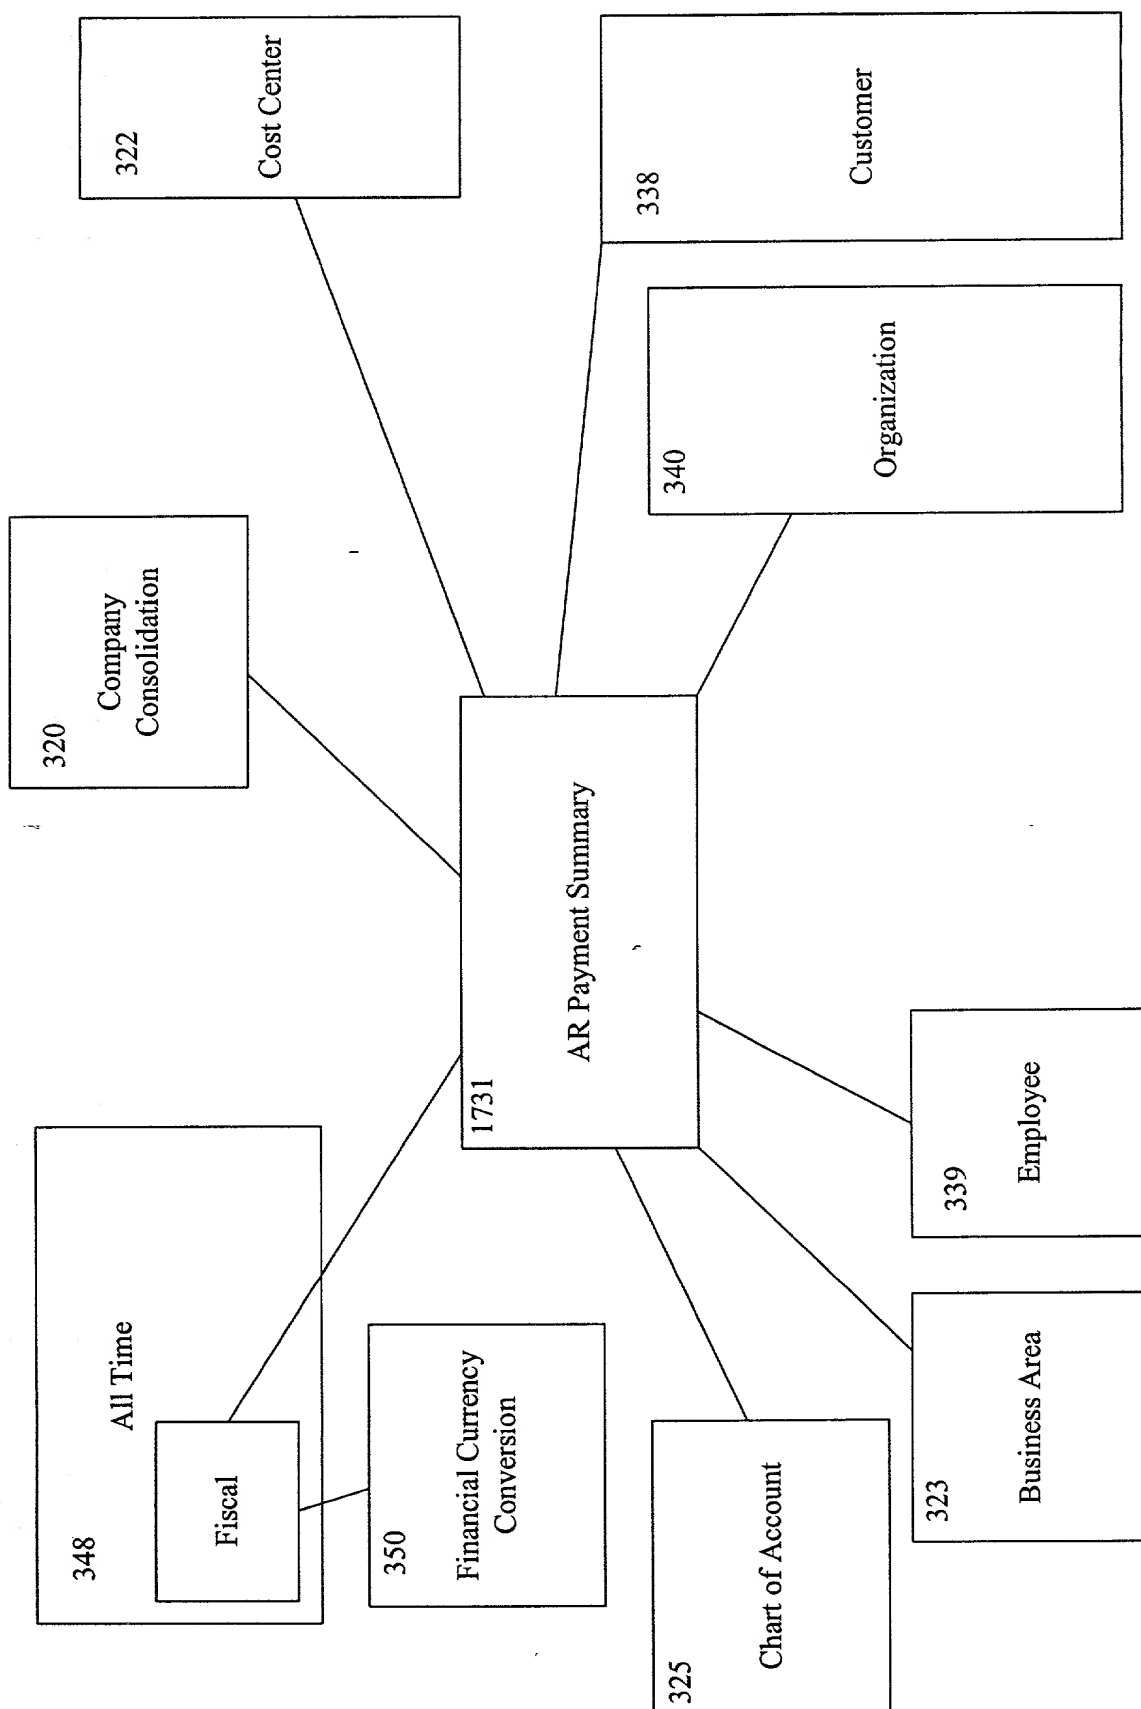 348
All Time
Fiscal
350
Financial Currency
Conversion
320
Company
Consolidation
322
Cost Center
1731
AR Payment Summary
338
Customer
340
Organization
325
Chart of Account
323
Business Area
339
Employee